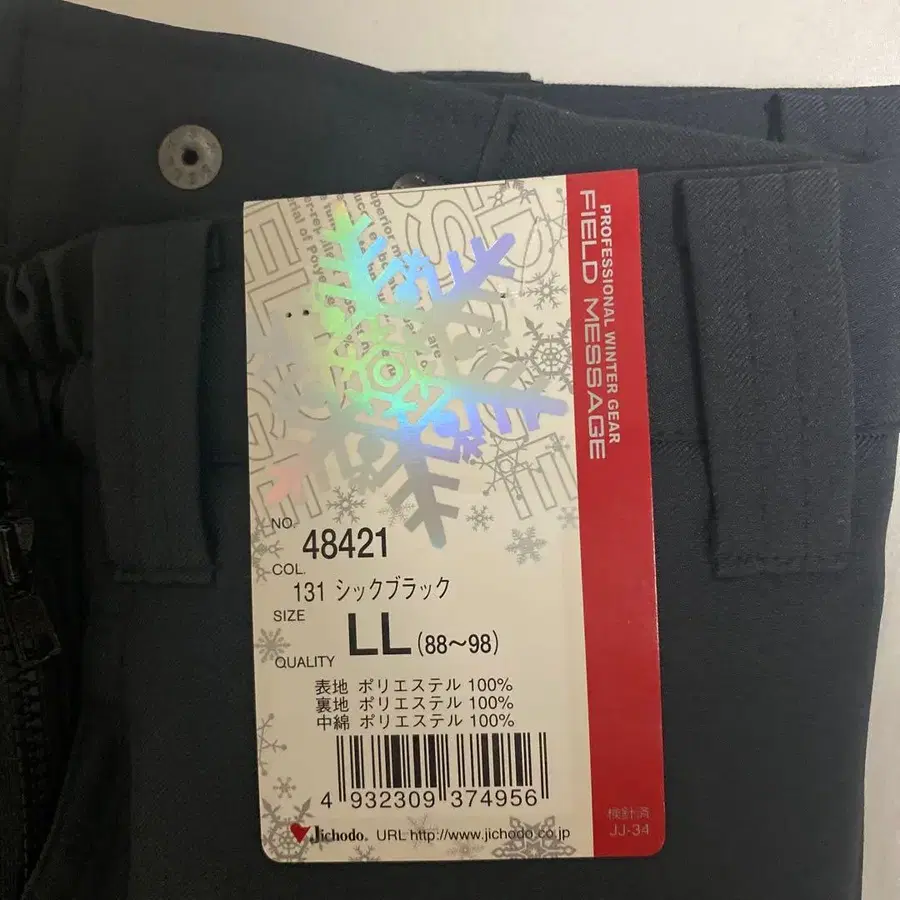 PROFESSIONAL WINTER GEAR
FIELD MESSAGE
NO.
48421
COL.
131 シックブラック
SIZE
LL (88〜98)
QUALITY
表地 ポリエステル 100%
裏地 ポリエステル 100%
中綿 ポリエステル 100%
4 932309 374956
Jichodo. URL http://www.jichodo.co.jp
検針済
JJ-34